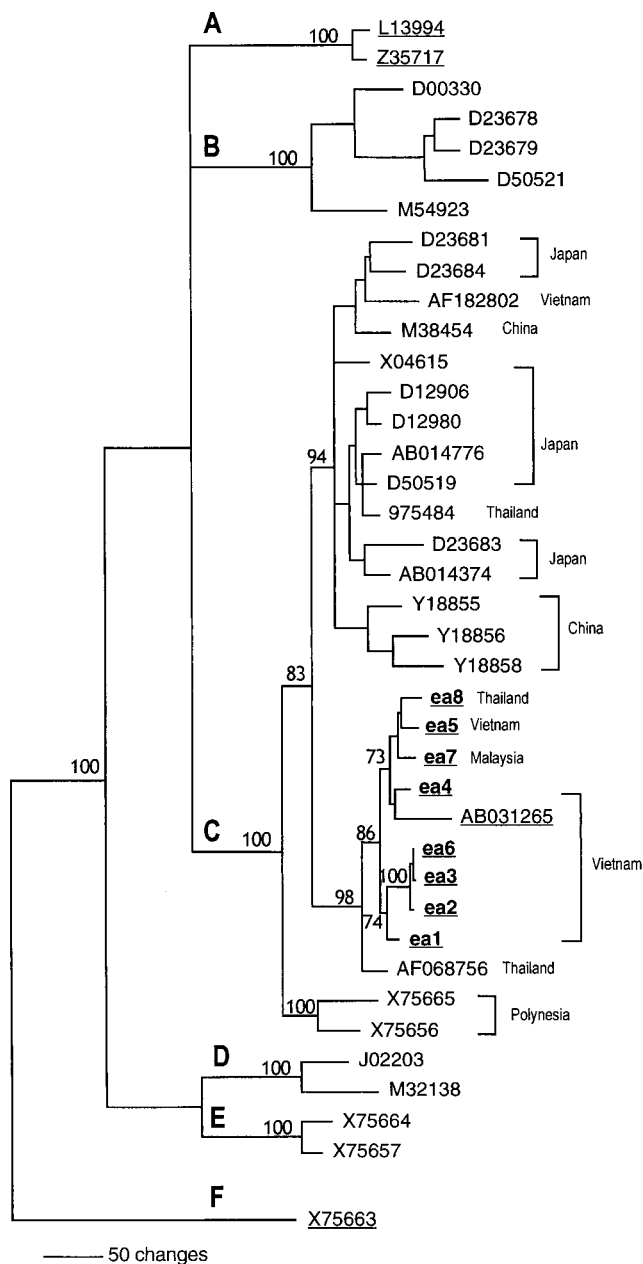 A
100
L13994
Z35717
D00330
D23678
B
100
D23679
D50521
M54923
D23681
Japan
D23684
AF182802 Vietnam
M38454 China
X04615
D12906
D12980
AB014776 Japan
94
D50519
975484 Thailand
D23683
Japan
AB014374
Y18855
Y18856 China
Y18858
83
ea8 Thailand
ea5 Vietnam
73
ea7 Malaysia
100
ea4
AB031265
C
100
86
ea6
Vietnam
100
ea3
98
ea2
74
ea1
AF068756 Thailand
X75665
100
Polynesia
X75656
D
100
J02203
M32138
E
100
X75664
X75657
F
X75663
50 changes